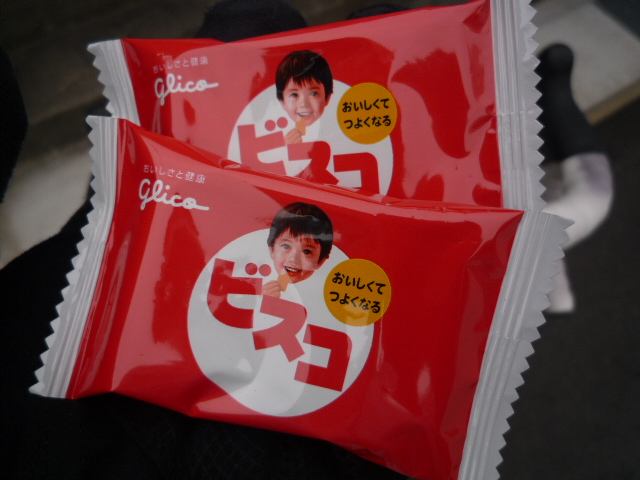 おいしさと健康
glico
おいしくて
つよくなる
ビスコ
おいしさと健康
glico
おいしくて
つよくなる
ビスコ